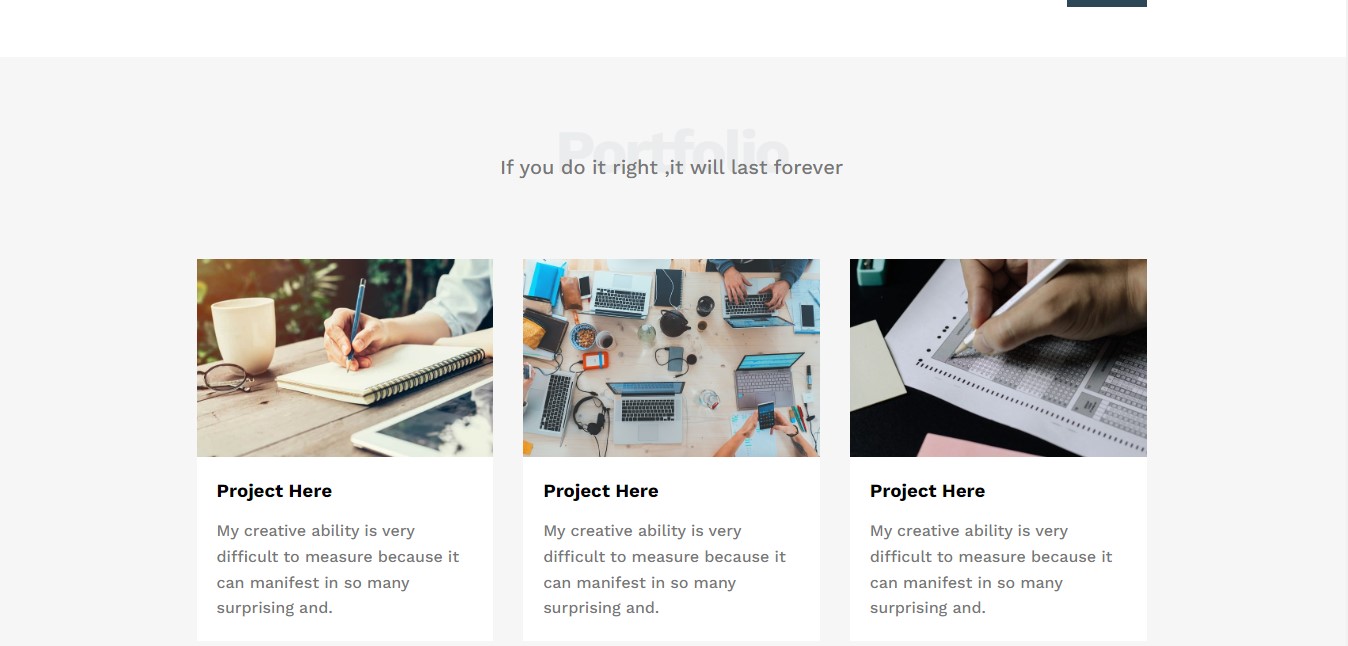 Portfolio
If you do it right ,it will last forever
Project Here
My creative ability is very
difficult to measure because it
can manifest in so many
surprising and.
Project Here
My creative ability is very
difficult to measure because it
can manifest in so many
surprising and.
Project Here
My creative ability is very
difficult to measure because it
can manifest in so many
surprising and.